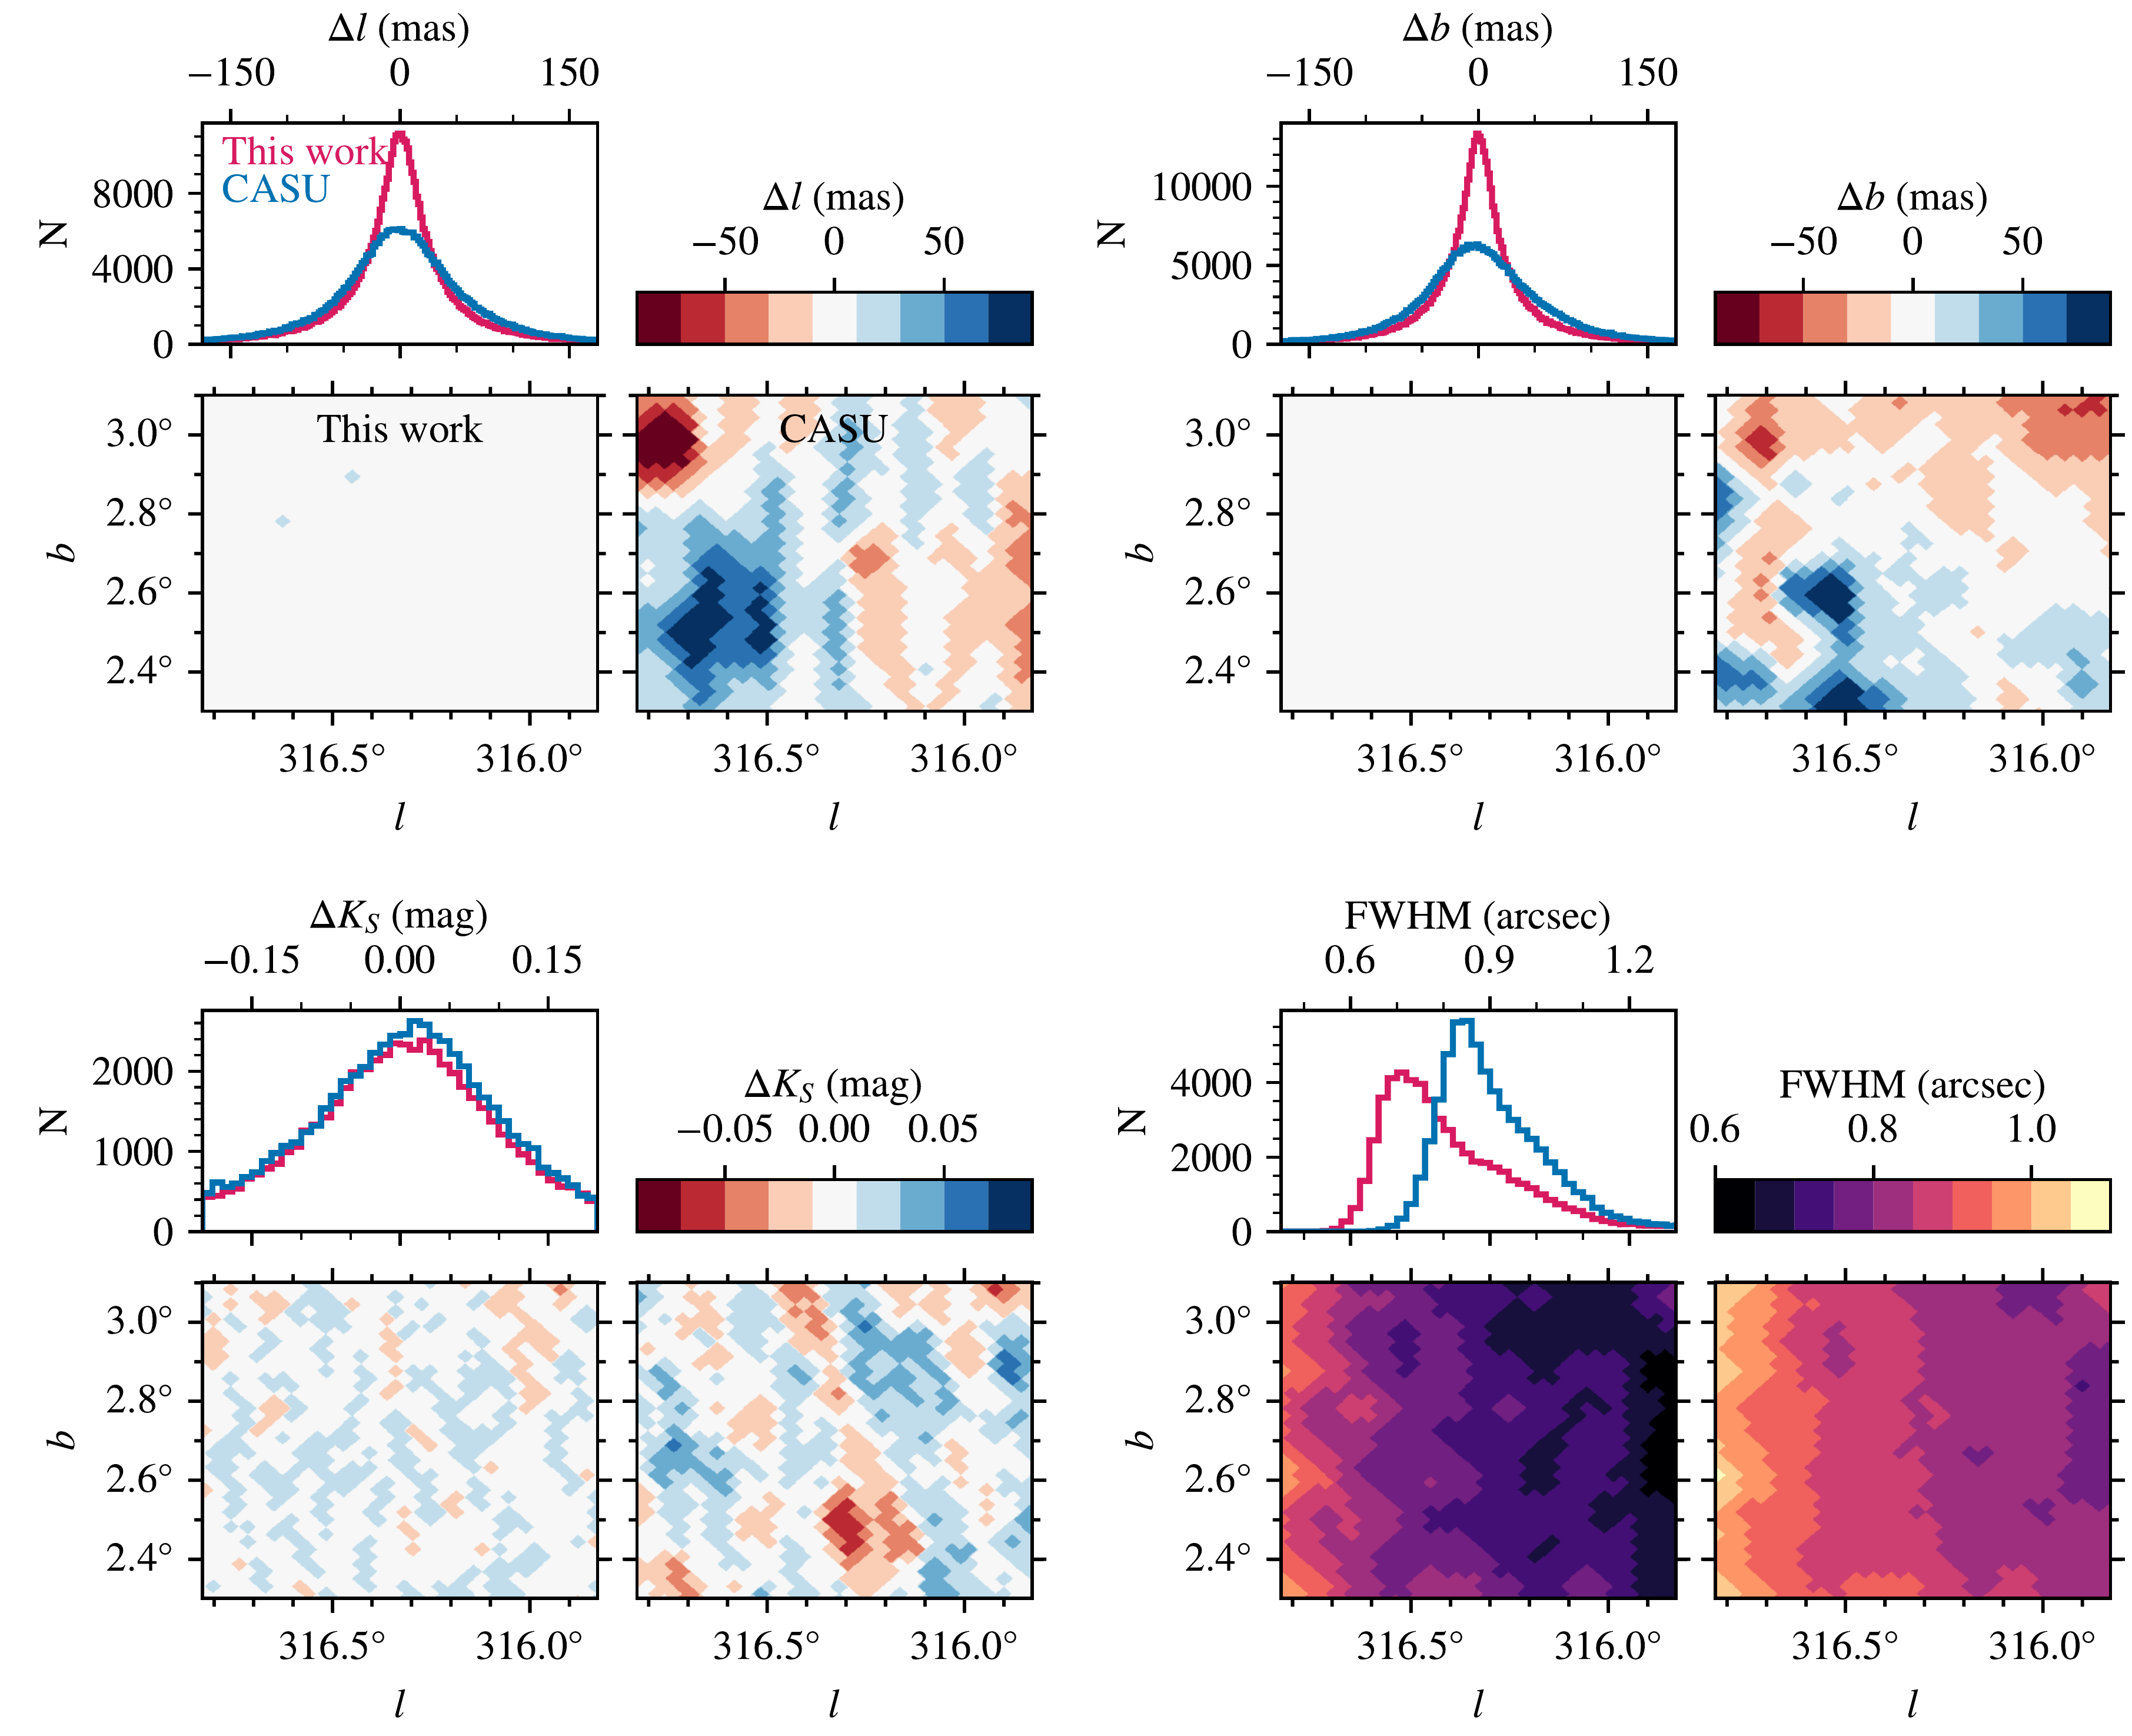 Δl (mas)
−150 0 150
This work
CASU
8000
4000
0
N
Δl (mas)
−50 0 50
This work
CASU
3.0°
2.8°
2.6°
2.4°
b
316.5° 316.0°
l
316.5° 316.0°
l
Δb (mas)
−150 0 150
10000
5000
0
N
Δb (mas)
−50 0 50
3.0°
2.8°
2.6°
2.4°
b
316.5° 316.0°
l
316.5° 316.0°
l
ΔK_S (mag)
−0.15 0.00 0.15
2000
1000
0
N
ΔK_S (mag)
−0.05 0.00 0.05
3.0°
2.8°
2.6°
2.4°
b
316.5° 316.0°
l
316.5° 316.0°
l
FWHM (arcsec)
0.6 0.9 1.2
4000
2000
0
N
FWHM (arcsec)
0.6 0.8 1.0
3.0°
2.8°
2.6°
2.4°
b
316.5° 316.0°
l
316.5° 316.0°
l